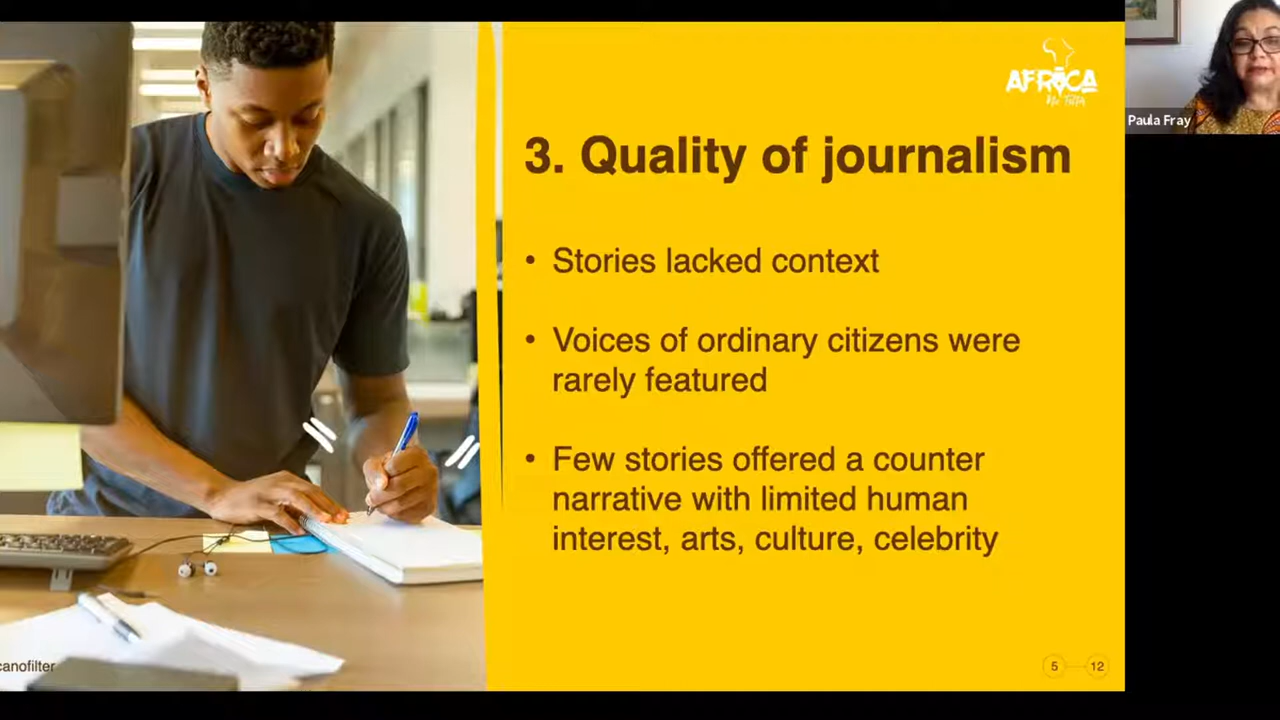 AFRICA
No Filter
Paula Fray
3. Quality of journalism
• Stories lacked context
• Voices of ordinary citizens were
rarely featured
• Few stories offered a counter
narrative with limited human
interest, arts, culture, celebrity
canofilter
5 12